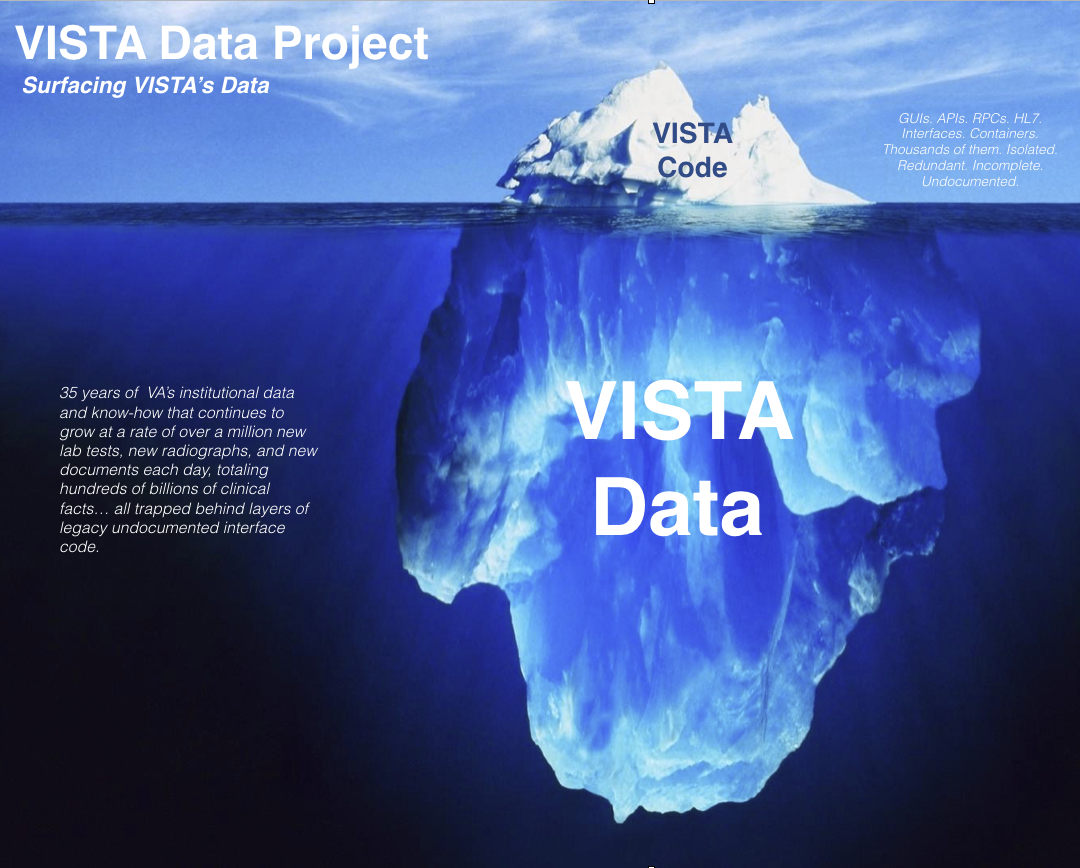 VISTA Data Project
Surfacing VISTA's Data
VISTA
Code
GUIs. APIs. RPCs. HL7.
Interfaces. Containers.
Thousands of them. Isolated.
Redundant. Incomplete.
Undocumented.
35 years of  VA's institutional data
and know-how that continues to
grow at a rate of over a million new
lab tests, new radiographs, and new
documents each day, totaling
hundreds of billions of clinical
facts… all trapped behind layers of
legacy undocumented interface
code.
VISTA
Data